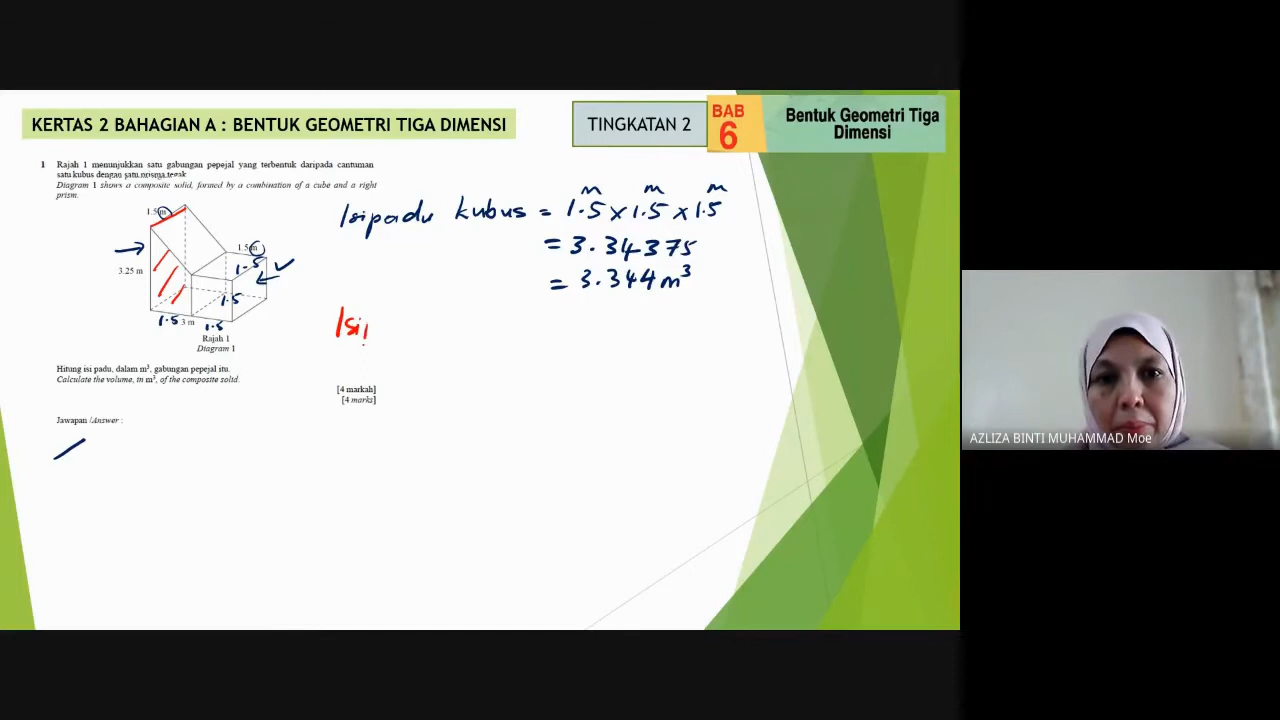 KERTAS 2 BAHAGIAN A : BENTUK GEOMETRI TIGA DIMENSI
TINGKATAN 2
BAB
6
Bentuk Geometri Tiga
Dimensi
1 Rajah 1 menunjukkan satu gabungan pepejal yang terbentuk daripada cantuman
satu kubus dengan satu prisma tegak
Diagram 1 shows a composite solid, formed by a combination of a cube and a right
prism.
1.5 m
1.5 m
1.5
3.25 m
1.5
1.5 3 m 1.5
Rajah 1
Diagram 1
Hitung isi padu, dalam m³, gabungan pepejal itu.
Calculate the volume, in m³, of the composite solid.
[4 markah]
[4 marks]
Jawapan /Answer :
m m m
Isipadu kubus = 1.5 × 1.5 × 1.5
= 3.34375
= 3.344 m³
Isi
AZLIZA BINTI MUHAMMAD Moe